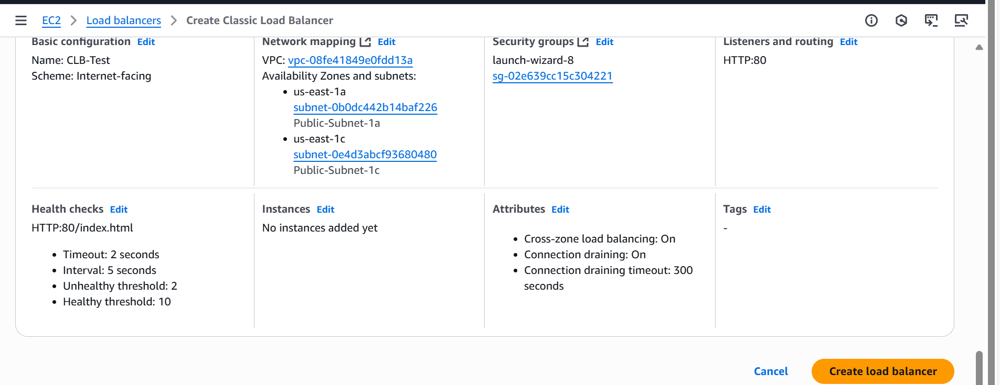 EC2 > Load balancers > Create Classic Load Balancer
Basic configuration Edit
Name: CLB-Test
Scheme: Internet-facing
Network mapping Edit
VPC: vpc-08fe41849e0fdd13a
Availability Zones and subnets:
• us-east-1a
subnet-0b0dc442b14baf226
Public-Subnet-1a
• us-east-1c
subnet-0e4d3abcf93680480
Public-Subnet-1c
Security groups Edit
launch-wizard-8
sg-02e639cc15c304221
Listeners and routing Edit
HTTP:80
Health checks Edit
HTTP:80/index.html
• Timeout: 2 seconds
• Interval: 5 seconds
• Unhealthy threshold: 2
• Healthy threshold: 10
Instances Edit
No instances added yet
Attributes Edit
• Cross-zone load balancing: On
• Connection draining: On
• Connection draining timeout: 300
seconds
Tags Edit
-
Cancel
Create load balancer